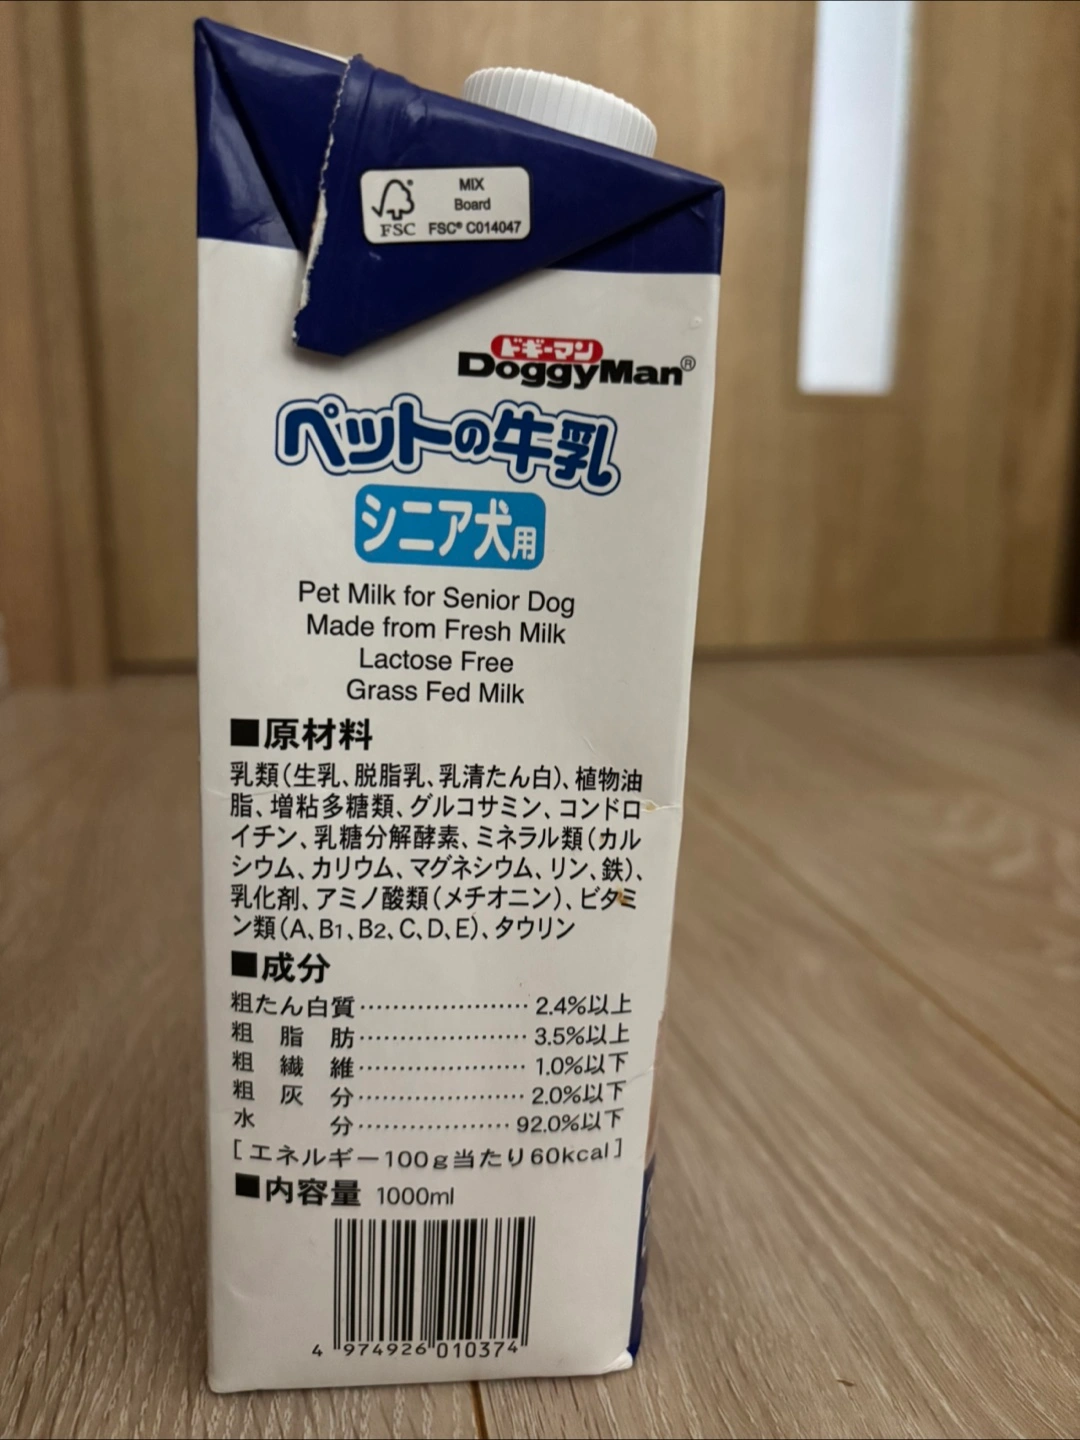 MIX
Board
FSC FSC® C014047
ドギーマン
DoggyMan®
ペットの牛乳
シニア犬用
Pet Milk for Senior Dog
Made from Fresh Milk
Lactose Free
Grass Fed Milk
■原材料
乳類(生乳、脱脂乳、乳清たん白)、植物油
脂、増粘多糖類、グルコサミン、コンドロ
イチン、乳糖分解酵素、ミネラル類(カル
シウム、カリウム、マグネシウム、リン、鉄)、
乳化剤、アミノ酸類(メチオニン)、ビタミ
ン類(A、B1、B2、C、D、E)、タウリン
■成分
粗たん白質…………………2.4%以上
粗脂肪…………………3.5%以上
粗繊維…………………1.0%以下
粗灰分…………………2.0%以下
水分………………92.0%以下
[エネルギー100g当たり60kcal]
■内容量 1000ml
4 974926 010374